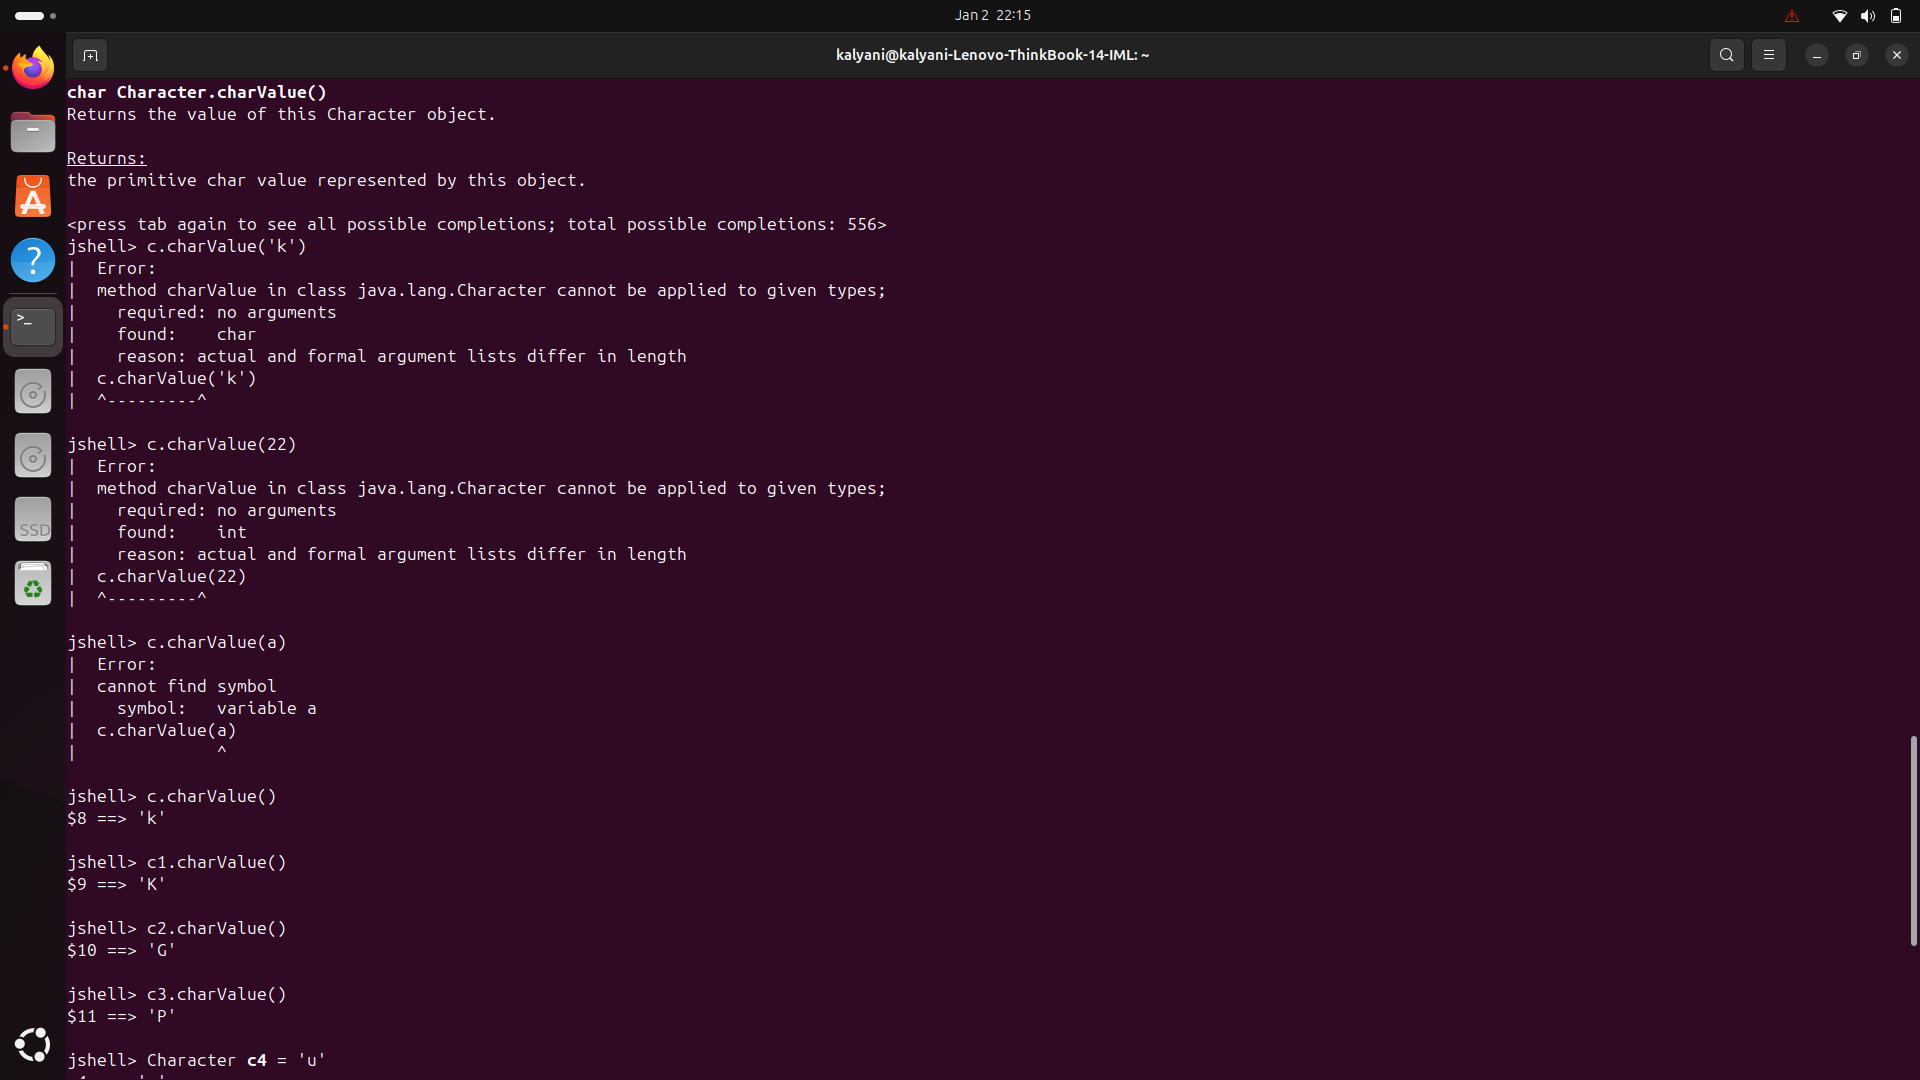 Jan 2 22:15
kalyani@kalyani-Lenovo-ThinkBook-14-IML: ~
char Character.charValue()
Returns the value of this Character object.
Returns:
the primitive char value represented by this object.
<press tab again to see all possible completions; total possible completions: 556>
jshell> c.charValue('k')
|  Error:
|  method charValue in class java.lang.Character cannot be applied to given types;
|    required: no arguments
|    found:    char
|    reason: actual and formal argument lists differ in length
|  c.charValue('k')
|  ^---------^
jshell> c.charValue(22)
|  Error:
|  method charValue in class java.lang.Character cannot be applied to given types;
|    required: no arguments
|    found:    int
|    reason: actual and formal argument lists differ in length
|  c.charValue(22)
|  ^---------^
jshell> c.charValue(a)
|  Error:
|  cannot find symbol
|    symbol:   variable a
|  c.charValue(a)
|              ^
jshell> c.charValue()
$8 ==> 'k'
jshell> c1.charValue()
$9 ==> 'K'
jshell> c2.charValue()
$10 ==> 'G'
jshell> c3.charValue()
$11 ==> 'P'
jshell> Character c4 = 'u'
SSD